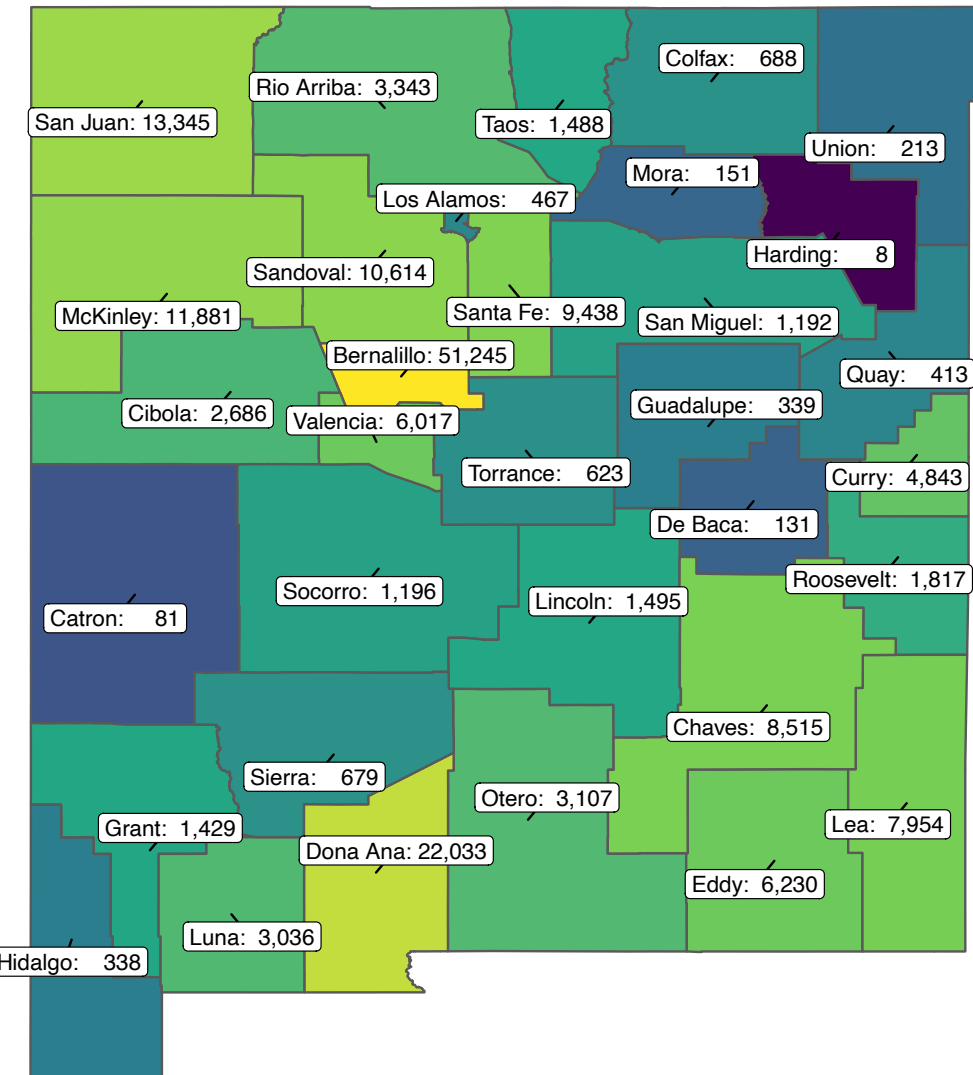 Colfax: 688
Rio Arriba: 3,343
San Juan: 13,345
Taos: 1,488
Union: 213
Mora: 151
Los Alamos: 467
Harding: 8
Sandoval: 10,614
Santa Fe: 9,438
McKinley: 11,881
San Miguel: 1,192
Bernalillo: 51,245
Quay: 413
Guadalupe: 339
Cibola: 2,686
Valencia: 6,017
Torrance: 623
Curry: 4,843
De Baca: 131
Roosevelt: 1,817
Socorro: 1,196
Lincoln: 1,495
Catron: 81
Chaves: 8,515
Sierra: 679
Otero: 3,107
Grant: 1,429
Lea: 7,954
Dona Ana: 22,033
Eddy: 6,230
Luna: 3,036
Hidalgo: 338